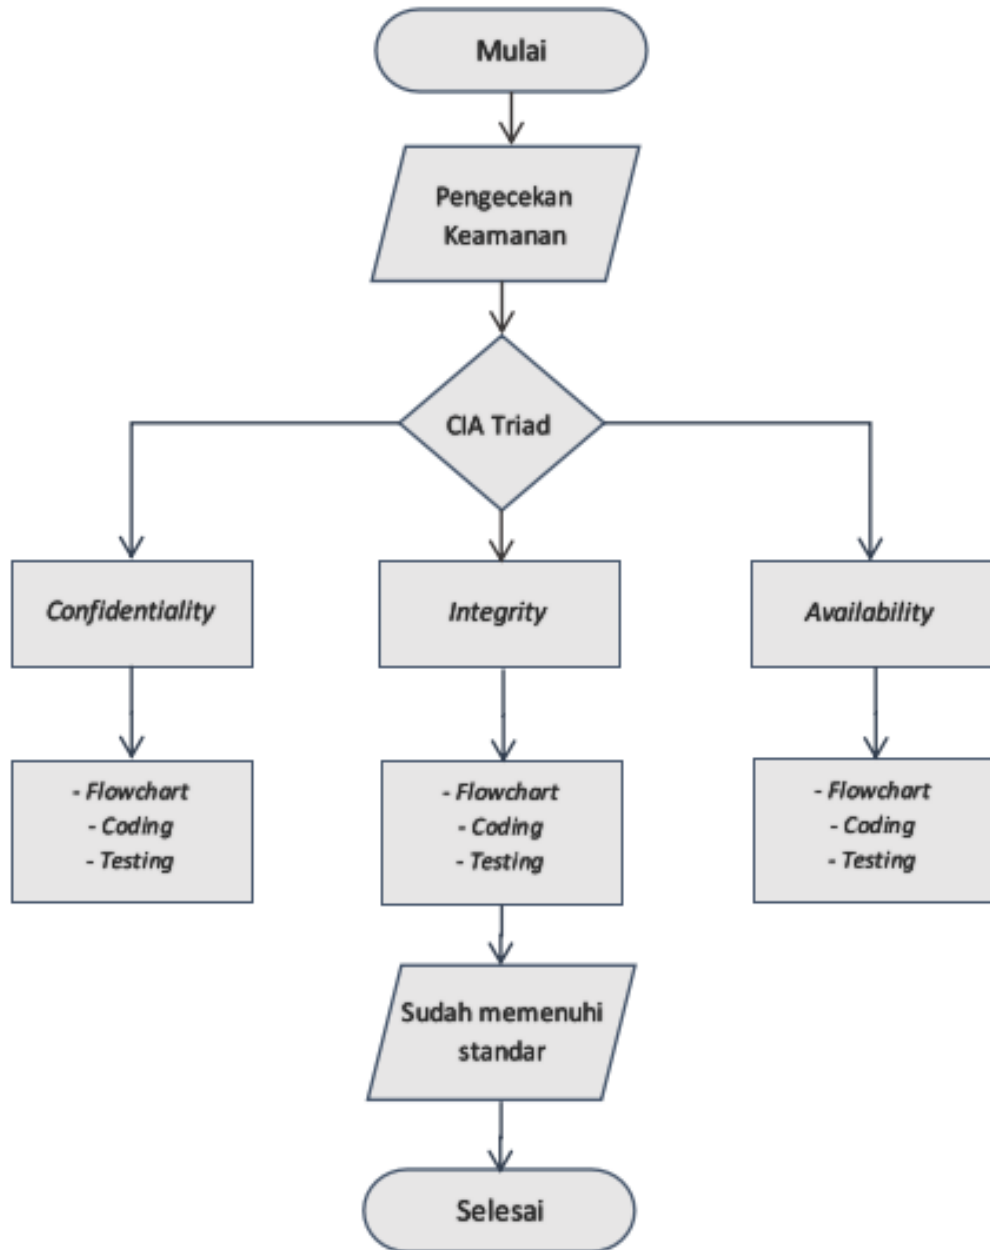 Mulai
Pengecekan
Keamanan
CIA Triad
Confidentiality
Integrity
Availability
- Flowchart
- Coding
- Testing
- Flowchart
- Coding
- Testing
- Flowchart
- Coding
- Testing
Sudah memenuhi
standar
Selesai